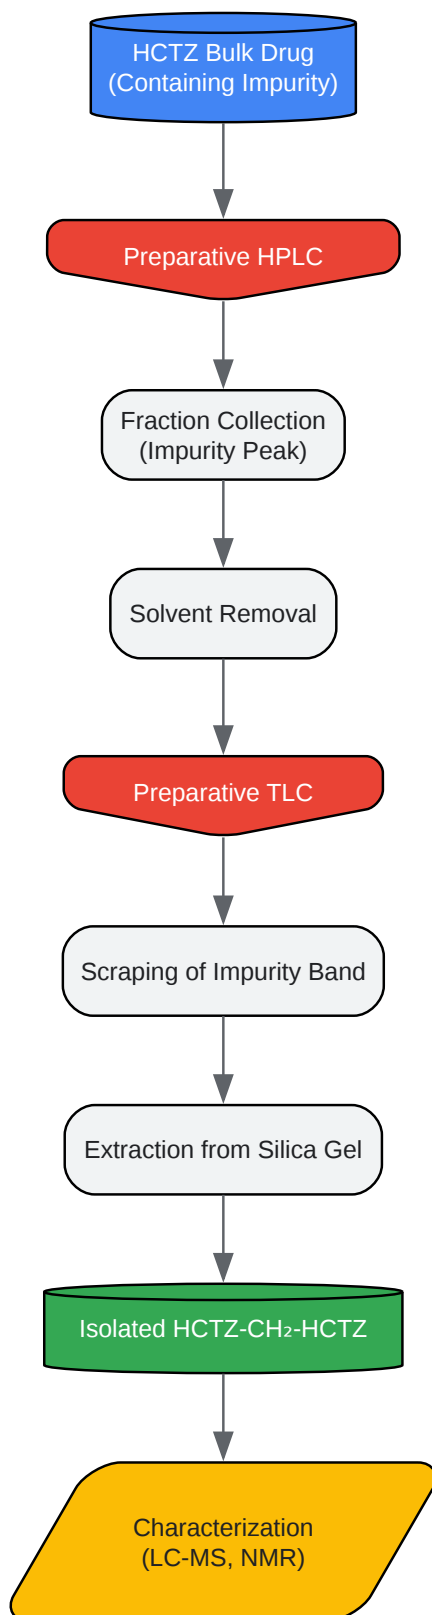 HCTZ Bulk Drug
(Containing Impurity)
Preparative HPLC
Fraction Collection
(Impurity Peak)
Solvent Removal
Preparative TLC
Scraping of Impurity Band
Extraction from Silica Gel
Isolated HCTZ-CH₂-HCTZ
Characterization
(LC-MS, NMR)